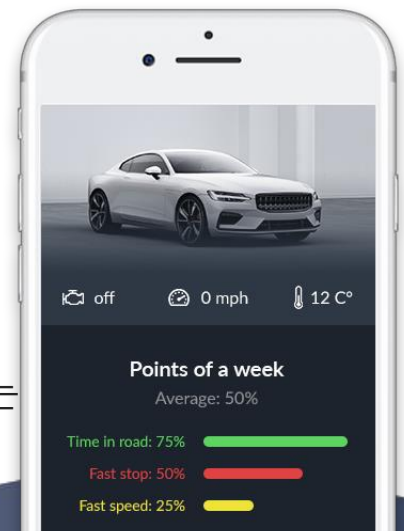 off 0 mph 12 C°
Points of a week
Average: 50%
Time in road: 75%
Fast stop: 50%
Fast speed: 25%